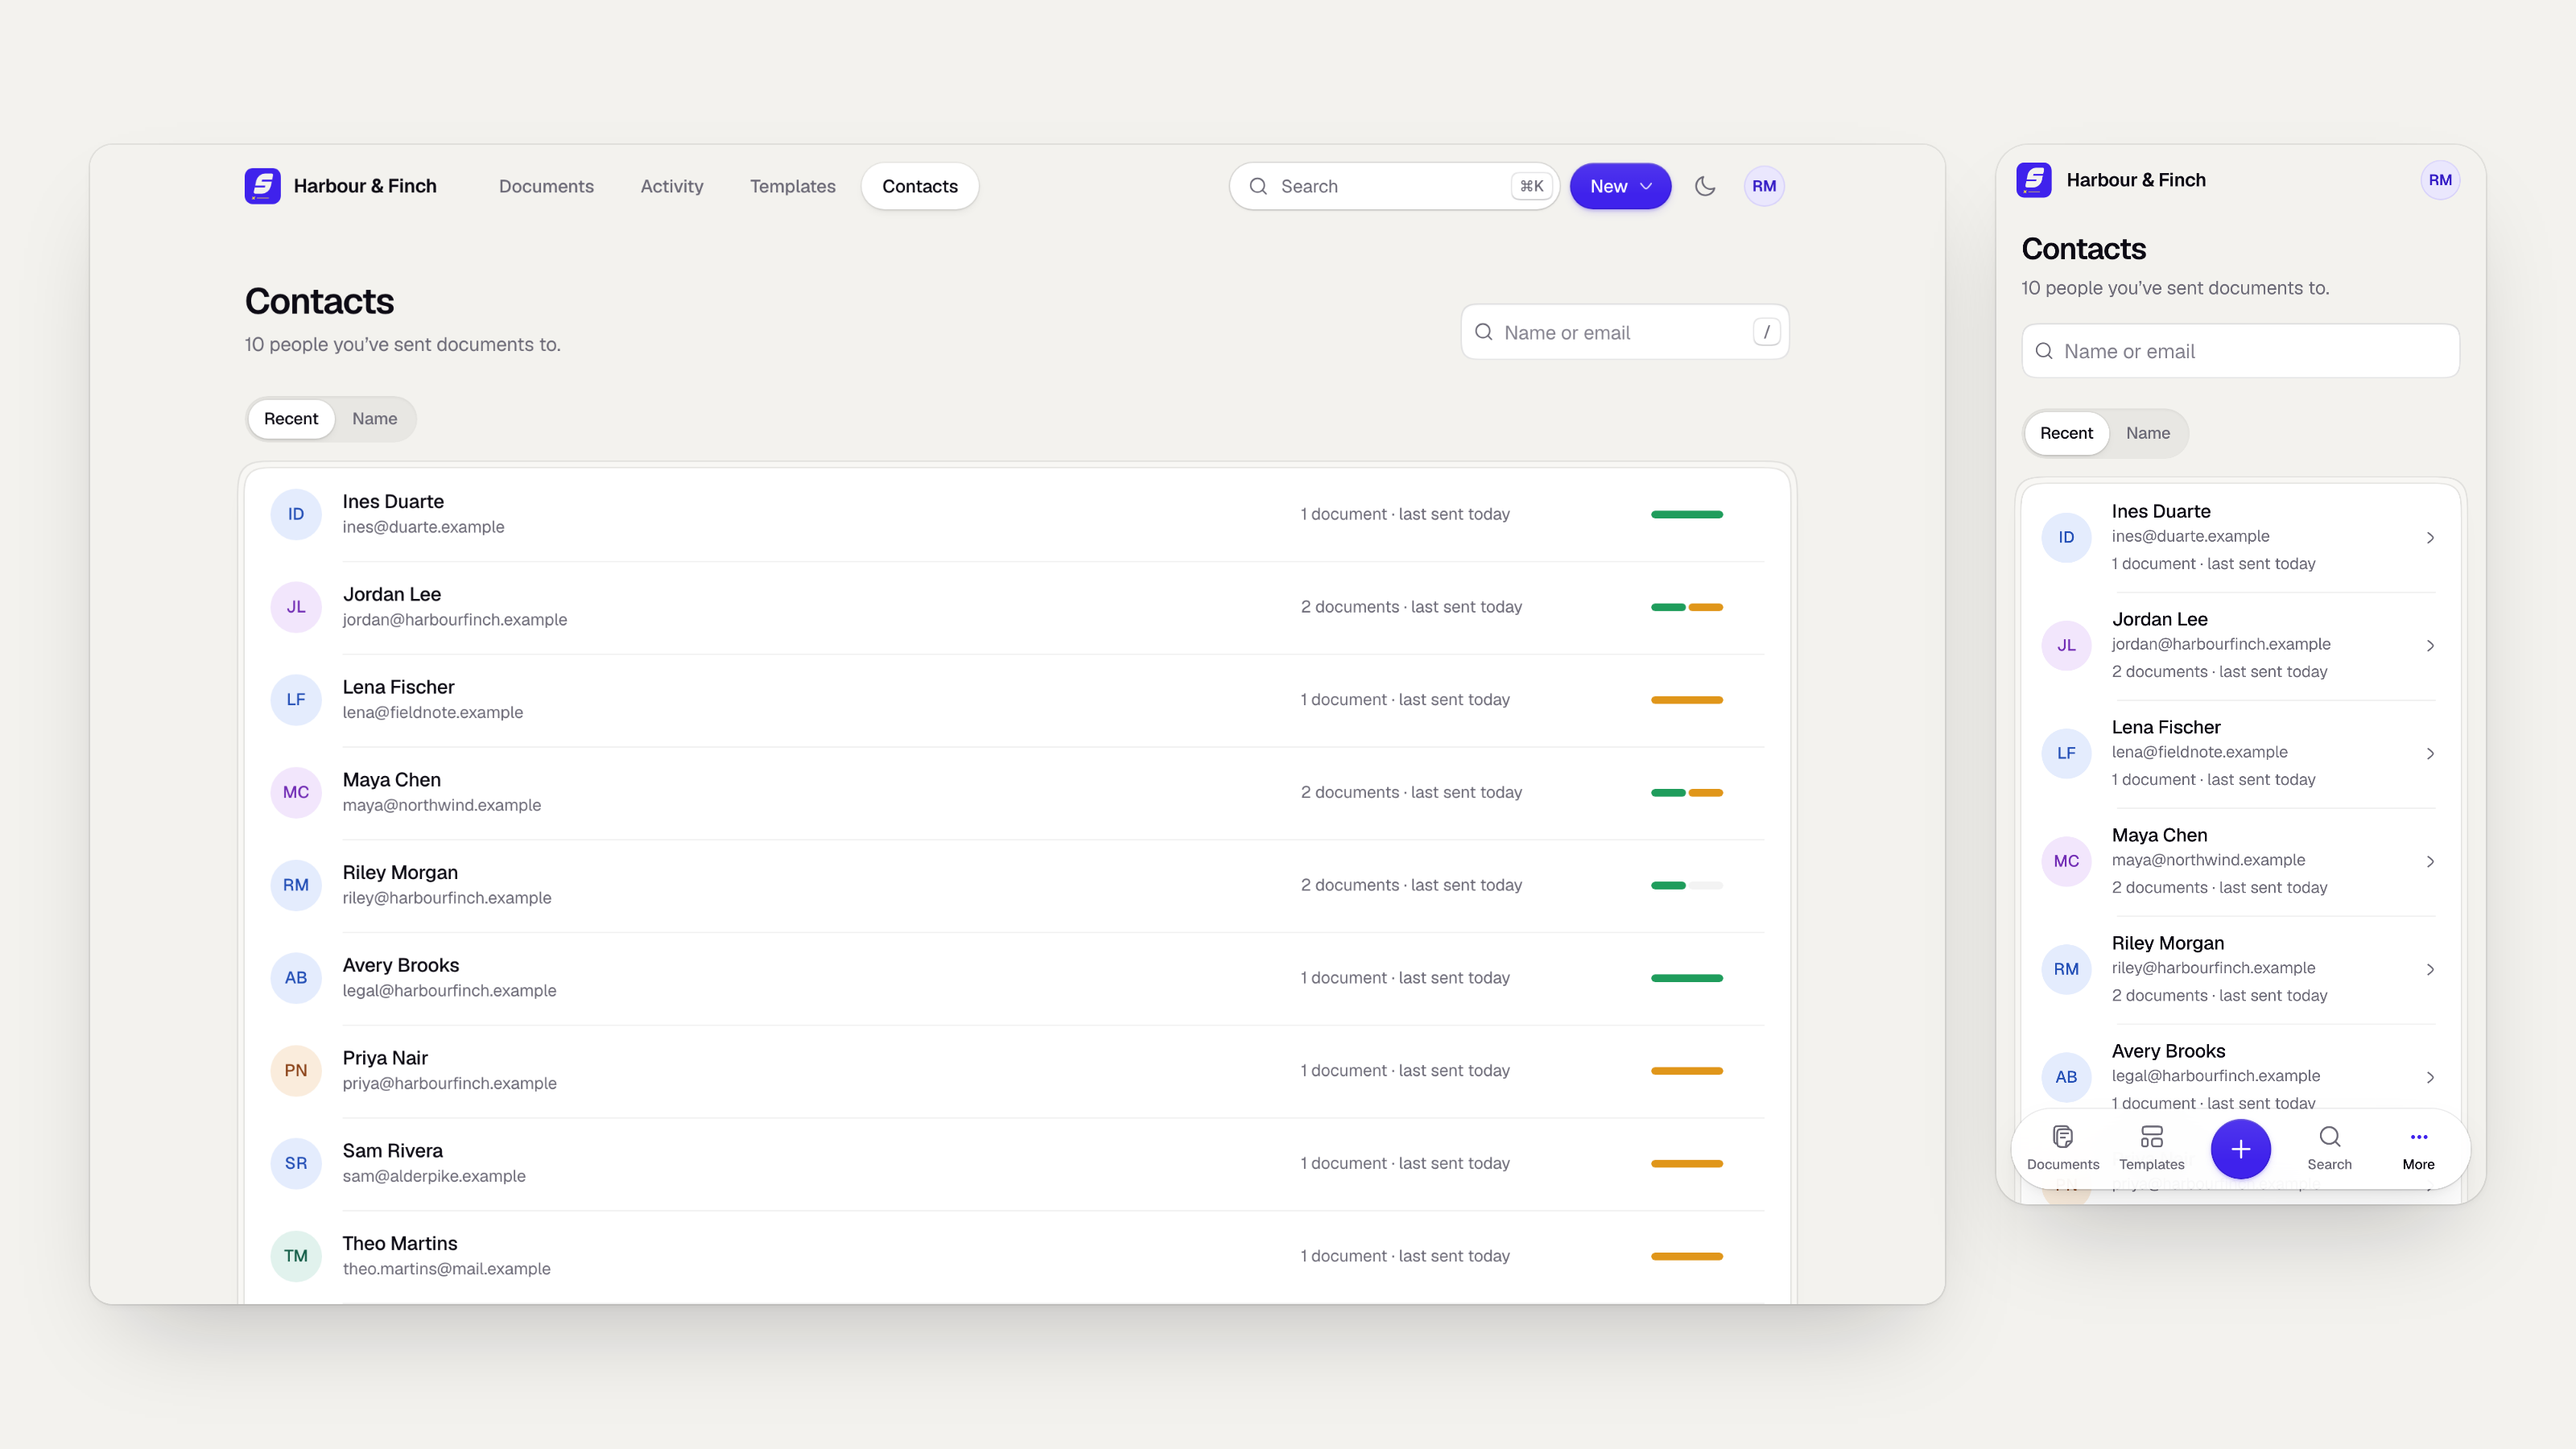 Harbour & Finch
Documents
Activity
Templates
Contacts
Search
⌘K
New
RM
Contacts
10 people you've sent documents to.
Name or email
/
Recent
Name
ID
Ines Duarte
ines@duarte.example
1 document · last sent today
JL
Jordan Lee
jordan@harbourfinch.example
2 documents · last sent today
LF
Lena Fischer
lena@fieldnote.example
1 document · last sent today
MC
Maya Chen
maya@northwind.example
2 documents · last sent today
RM
Riley Morgan
riley@harbourfinch.example
2 documents · last sent today
AB
Avery Brooks
legal@harbourfinch.example
1 document · last sent today
PN
Priya Nair
priya@harbourfinch.example
1 document · last sent today
SR
Sam Rivera
sam@alderpike.example
1 document · last sent today
TM
Theo Martins
theo.martins@mail.example
1 document · last sent today
Harbour & Finch
RM
Contacts
10 people you've sent documents to.
Name or email
Recent
Name
ID
Ines Duarte
ines@duarte.example
1 document · last sent today
JL
Jordan Lee
jordan@harbourfinch.example
2 documents · last sent today
LF
Lena Fischer
lena@fieldnote.example
1 document · last sent today
MC
Maya Chen
maya@northwind.example
2 documents · last sent today
RM
Riley Morgan
riley@harbourfinch.example
2 documents · last sent today
AB
Avery Brooks
legal@harbourfinch.example
1 document · last sent today
Documents
Templates
Search
More